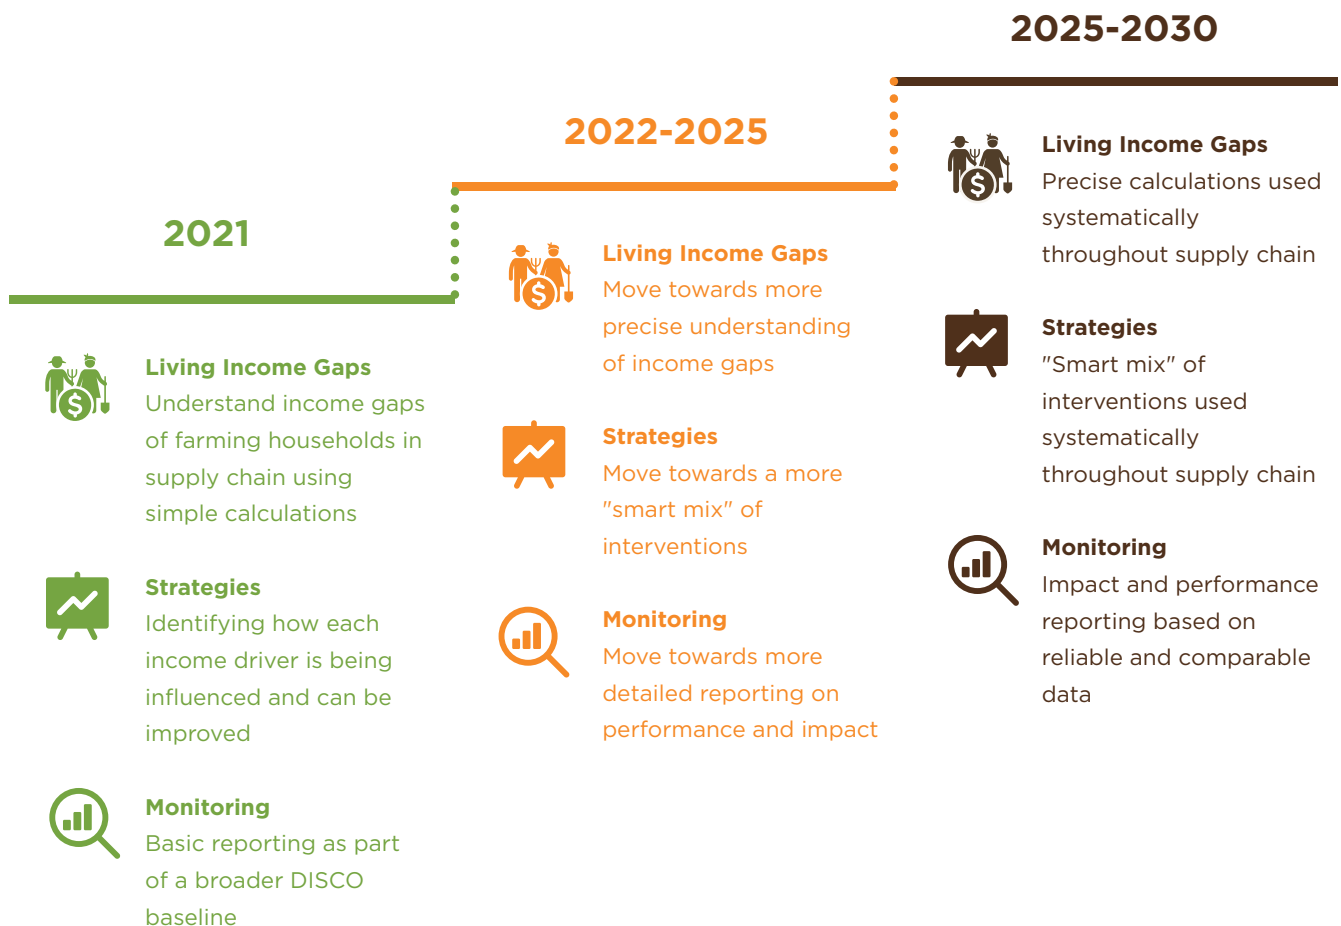 2021
Living Income Gaps
Understand income gaps
of farming households in
supply chain using
simple calculations
Strategies
Identifying how each
income driver is being
influenced and can be
improved
Monitoring
Basic reporting as part
of a broader DISCO
baseline
2022-2025
Living Income Gaps
Move towards more
precise understanding
of income gaps
Strategies
Move towards a more
"smart mix" of
interventions
Monitoring
Move towards more
detailed reporting on
performance and impact
2025-2030
Living Income Gaps
Precise calculations used
systematically
throughout supply chain
Strategies
"Smart mix" of
interventions used
systematically
throughout supply chain
Monitoring
Impact and performance
reporting based on
reliable and comparable
data